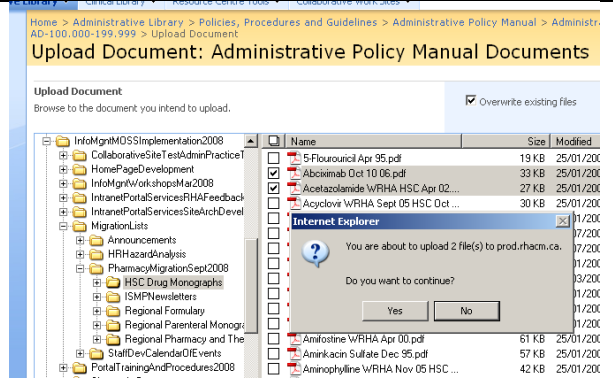 Library Clinical Library Resource Centre Tools Collaborative Work Sites
Home > Administrative Library > Policies, Procedures and Guidelines > Administrative Policy Manual >
AD-100.000-199.999 > Upload Document
Upload Document: Administrative Policy Manual Documents
Upload Document
Browse to the document you intend to upload.
Overwrite existing files
InfoMgntMOSSImplementation2008
CollaborativeSiteTestAdminPracticeT
HomePageDevelopment
InfoMgntWorkshopsMar2008
IntranetPortalServicesRHAFeedback
IntranetPortalServicesSiteArchDevel
MigrationLists
Announcements
HRHazardAnalysis
PharmacyMigrationSept2008
HSC Drug Monographs
ISMPNewsletters
Regional Formulary
Regional Parenteral Monogra
Regional Pharmacy and The
StaffDevCalendarOfEvents
PortalTrainingAndProcedures2008
Name Size Modified
5-Flourouricil Apr 95.pdf 19 KB 25/01/200
Abciximab Oct 10 06.pdf 33 KB 25/01/200
Acetazolamide WRHA HSC Apr 02.... 27 KB 25/01/200
Acyclovir WRHA Sept 05 HSC Oct ... 30 KB 25/01/200
Internet Explorer
You are about to upload 2 file(s) to prod.rhacm.ca.
Do you want to continue?
Yes No
Amifostine WRHA Apr 00.pdf 61 KB 25/01/200
Aminkacin Sulfate Dec 95.pdf 57 KB 25/01/200
Aminophylline WRHA Nov 05 HSC ... 42 KB 25/01/200